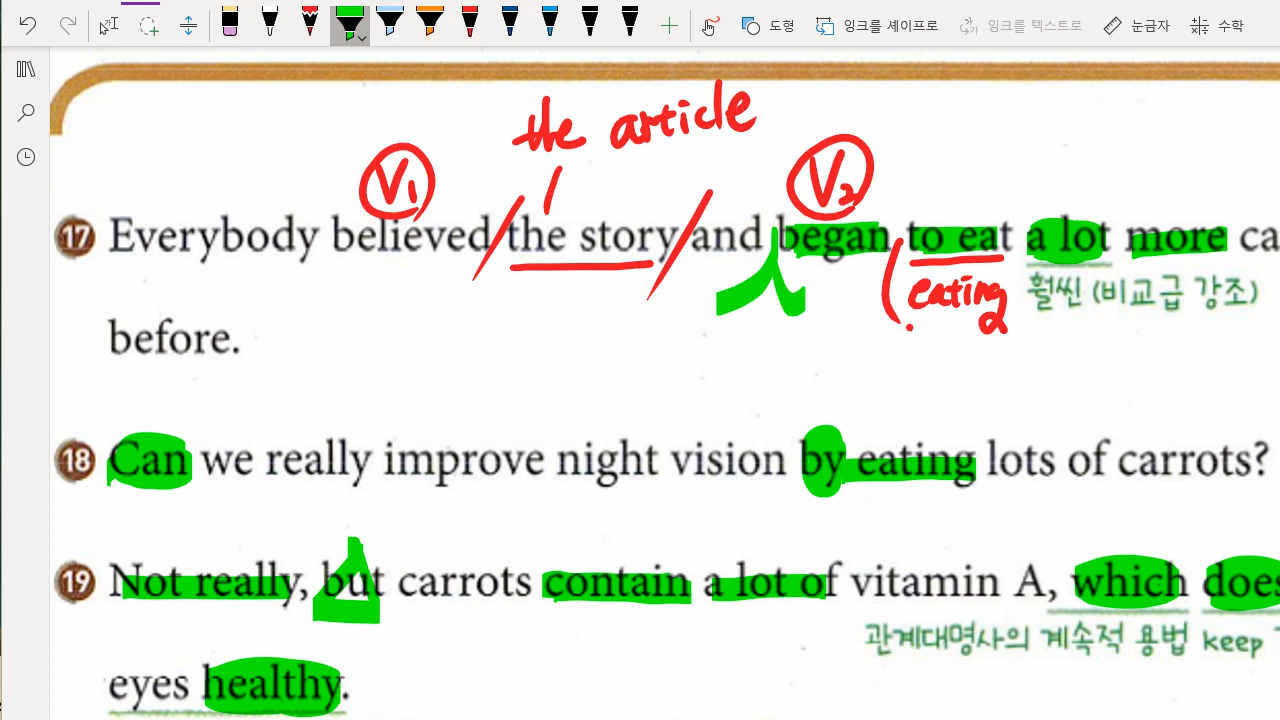 도형 잉크를 셰이프로 잉크를 텍스트로 눈금자 수학
the article
V1 V2
17 Everybody believed the story and began to eat a lot more ca
eating 훨씬 (비교급 강조)
before.
18 Can we really improve night vision by eating lots of carrots?
19 Not really, but carrots contain a lot of vitamin A, which does
관계대명사의 계속적 용법 keep
eyes healthy.